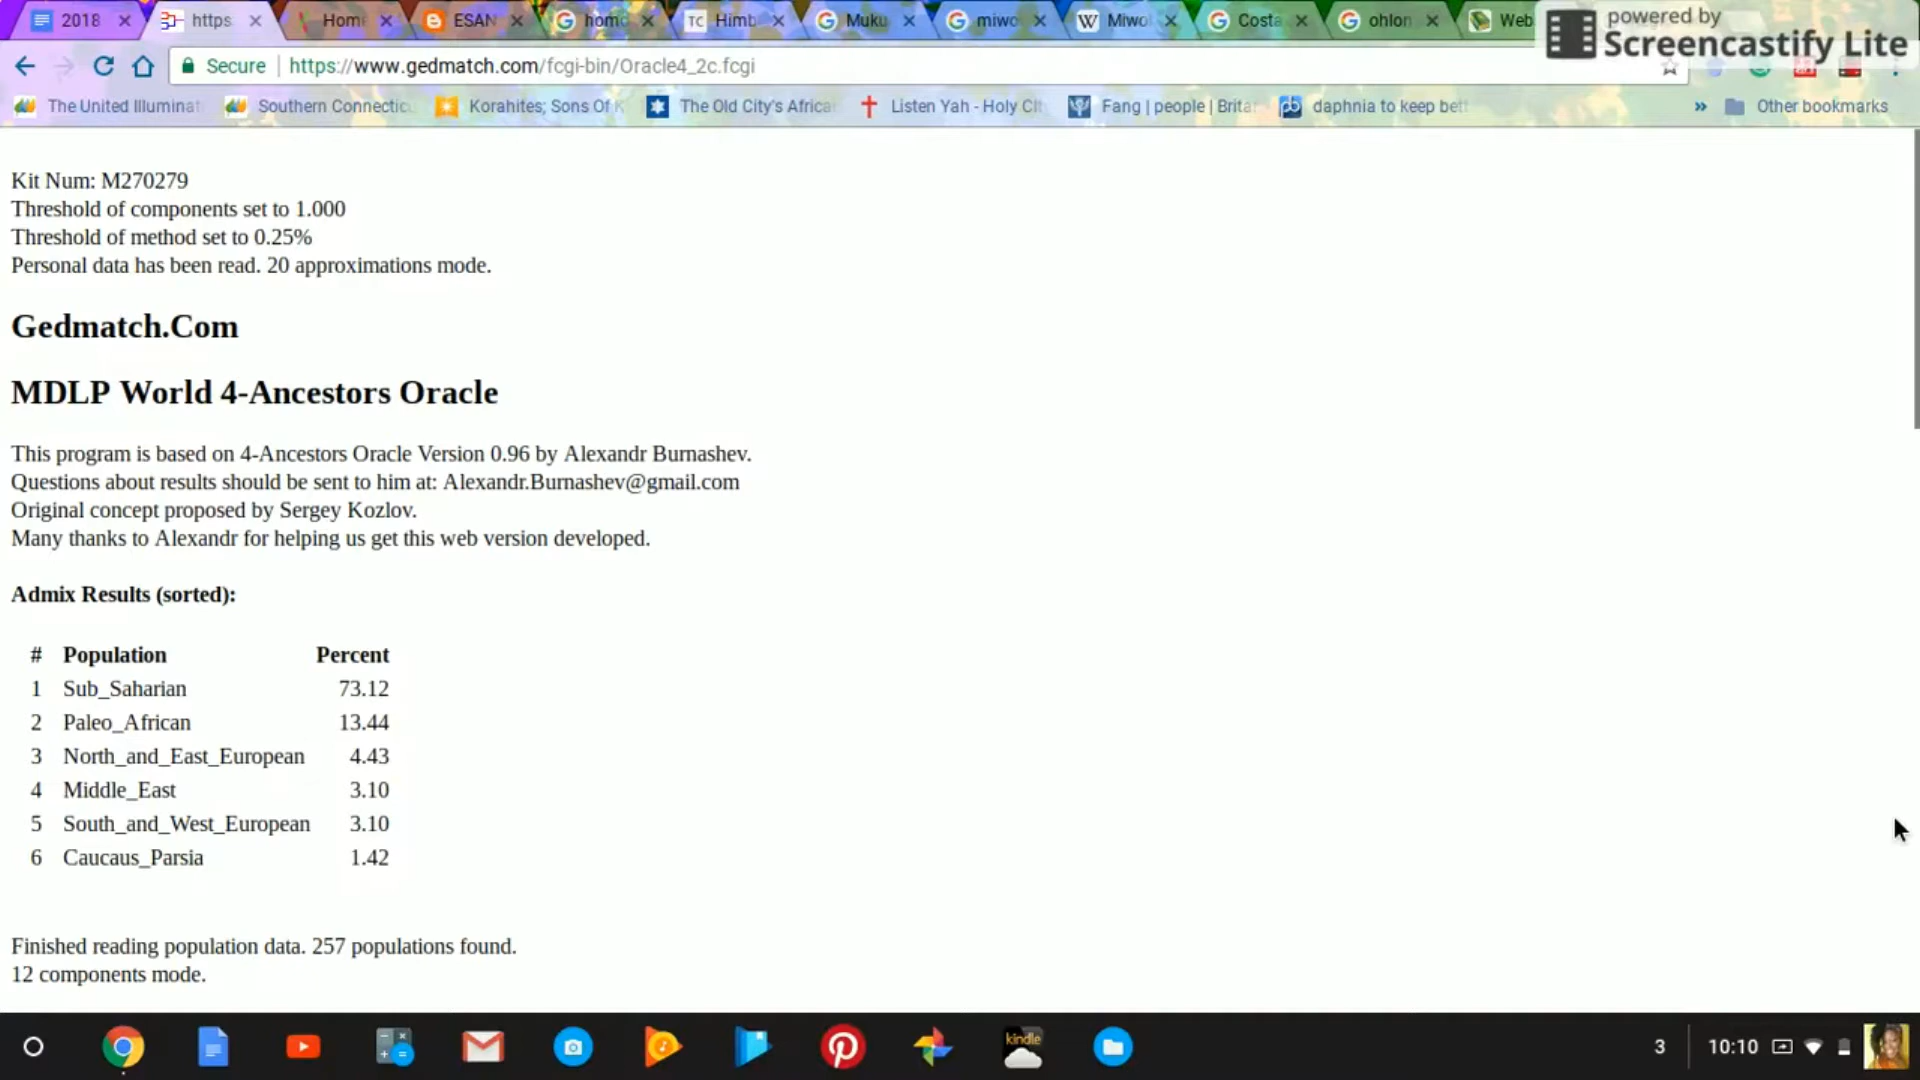 2018 https Home ESAN home Himb Muku miwo Miwo Costa ohlon Web
powered by
Screencastify Lite
Secure https://www.gedmatch.com/fcgi-bin/Oracle4_2c.fcgi
The United Illuminat Southern Connectic Korahites; Sons Of K The Old City's Africa Listen Yah - Holy Cit Fang | people | Brita daphnia to keep bett » Other bookmarks
Kit Num: M270279
Threshold of components set to 1.000
Threshold of method set to 0.25%
Personal data has been read. 20 approximations mode.
Gedmatch.Com
MDLP World 4-Ancestors Oracle
This program is based on 4-Ancestors Oracle Version 0.96 by Alexandr Burnashev.
Questions about results should be sent to him at: Alexandr.Burnashev@gmail.com
Original concept proposed by Sergey Kozlov.
Many thanks to Alexandr for helping us get this web version developed.
Admix Results (sorted):
# Population Percent
1 Sub_Saharian 73.12
2 Paleo_African 13.44
3 North_and_East_European 4.43
4 Middle_East 3.10
5 South_and_West_European 3.10
6 Caucaus_Parsia 1.42
Finished reading population data. 257 populations found.
12 components mode.
kindle
3 10:10